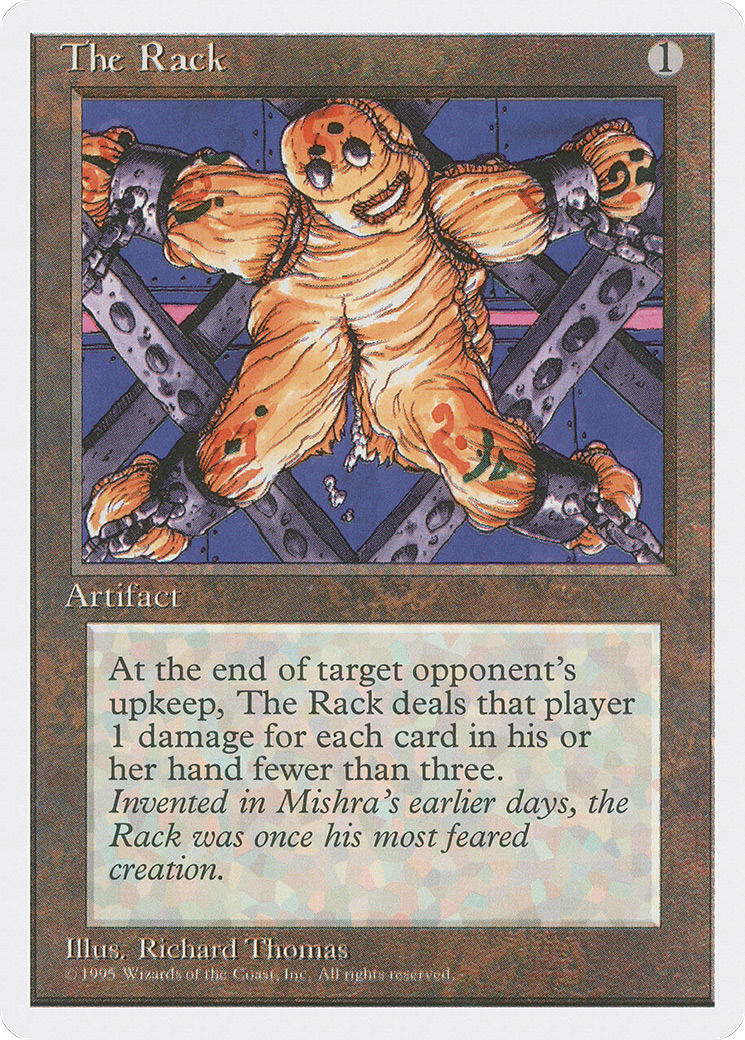 The Rack
1
Artifact
At the end of target opponent's
upkeep, The Rack deals that player
1 damage for each card in his or
her hand fewer than three.
Invented in Mishra's earlier days, the
Rack was once his most feared
creation.
Illus. Richard Thomas
© 1995 Wizards of the Coast, Inc. All rights reserved.